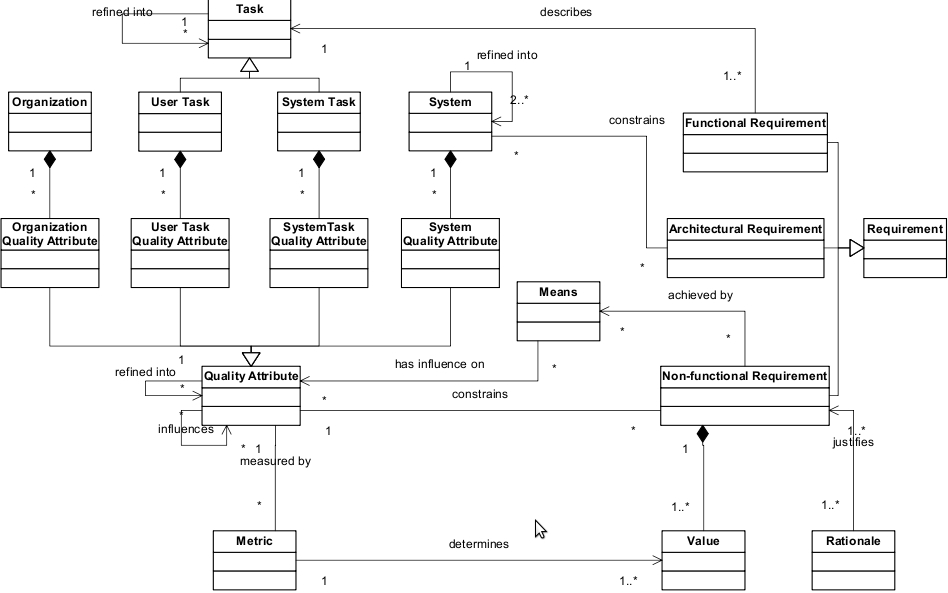 Task
refined into
1
*
describes
1
1..*
refined into
1
2..*
Organization
User Task
System Task
System
constrains
*
Functional Requirement
1
*
1
*
1
*
1
*
Organization
Quality Attribute
User Task
Quality Attribute
SystemTask
Quality Attribute
System
Quality Attribute
Architectural Requirement
Requirement
*
Means
achieved by
*
*
1
refined into
*
Quality Attribute
has influence on
*
*
constrains
Non-functional Requirement
*
influences
*
1
measured by
1
*
1
1..*
justifies
*
1..*
1..*
Metric
determines
1
1..*
Value
Rationale